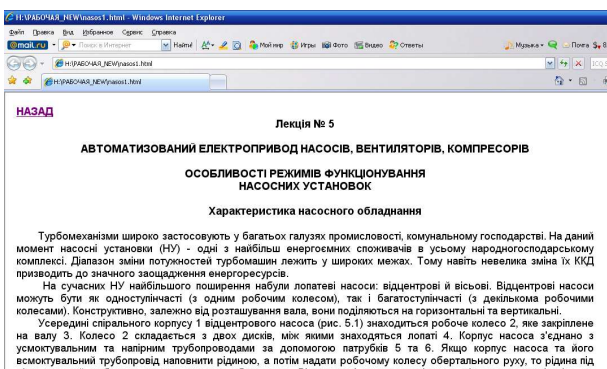 H:\РАБОЧАЯ_NEW\nasos1.html - Windows Internet Explorer
Файл Правка Вид Избранное Сервис Справка
@mail.ru Поиск в Интернет Найти! Мой мир Игры Фото Видео Ответы Музыка Почта
H:\РАБОЧАЯ_NEW\nasos1.html
H:\РАБОЧАЯ_NEW\nasos1.html
НАЗАД
Лекція № 5
АВТОМАТИЗОВАНИЙ ЕЛЕКТРОПРИВОД НАСОСІВ, ВЕНТИЛЯТОРІВ, КОМПРЕСОРІВ
ОСОБЛИВОСТІ РЕЖИМІВ ФУНКЦІОНУВАННЯ
НАСОСНИХ УСТАНОВОК
Характеристика насосного обладнання
Турбомеханізми широко застосовують у багатьох галузях промисловості, комунальному господарстві. На даний
момент насосні установки (НУ) - одні з найбільш енергоємних споживачів в усьому народногосподарському
комплексі. Діапазон зміни потужностей турбомашин лежить у широких межах. Тому навіть невелика зміна їх ККД
призводить до значного заощадження енергоресурсів.
На сучасних НУ найбільшого поширення набули лопатеві насоси: відцентрові й вісьові. Відцентрові насоси
можуть бути як одноступінчасті (з одним робочим колесом), так і багатоступінчасті (з декількома робочими
колесами). Конструктивно, залежно від розташування вала, вони поділяються на горизонтальні та вертикальні.
Усередині спірального корпусу 1 відцентрового насоса (рис. 5.1) знаходиться робоче колесо 2, яке закріплене
на валу 3. Колесо 2 складається з двох дисків, між якими знаходяться лопаті 4. Корпус насоса з'єднано з
усмоктувальним та напірним трубопроводами за допомогою патрубків 5 та 6. Якщо корпус насоса та його
всмоктувальний трубопровід наповнити рідиною, а потім надати робочому колесу обертального руху, то рідина під